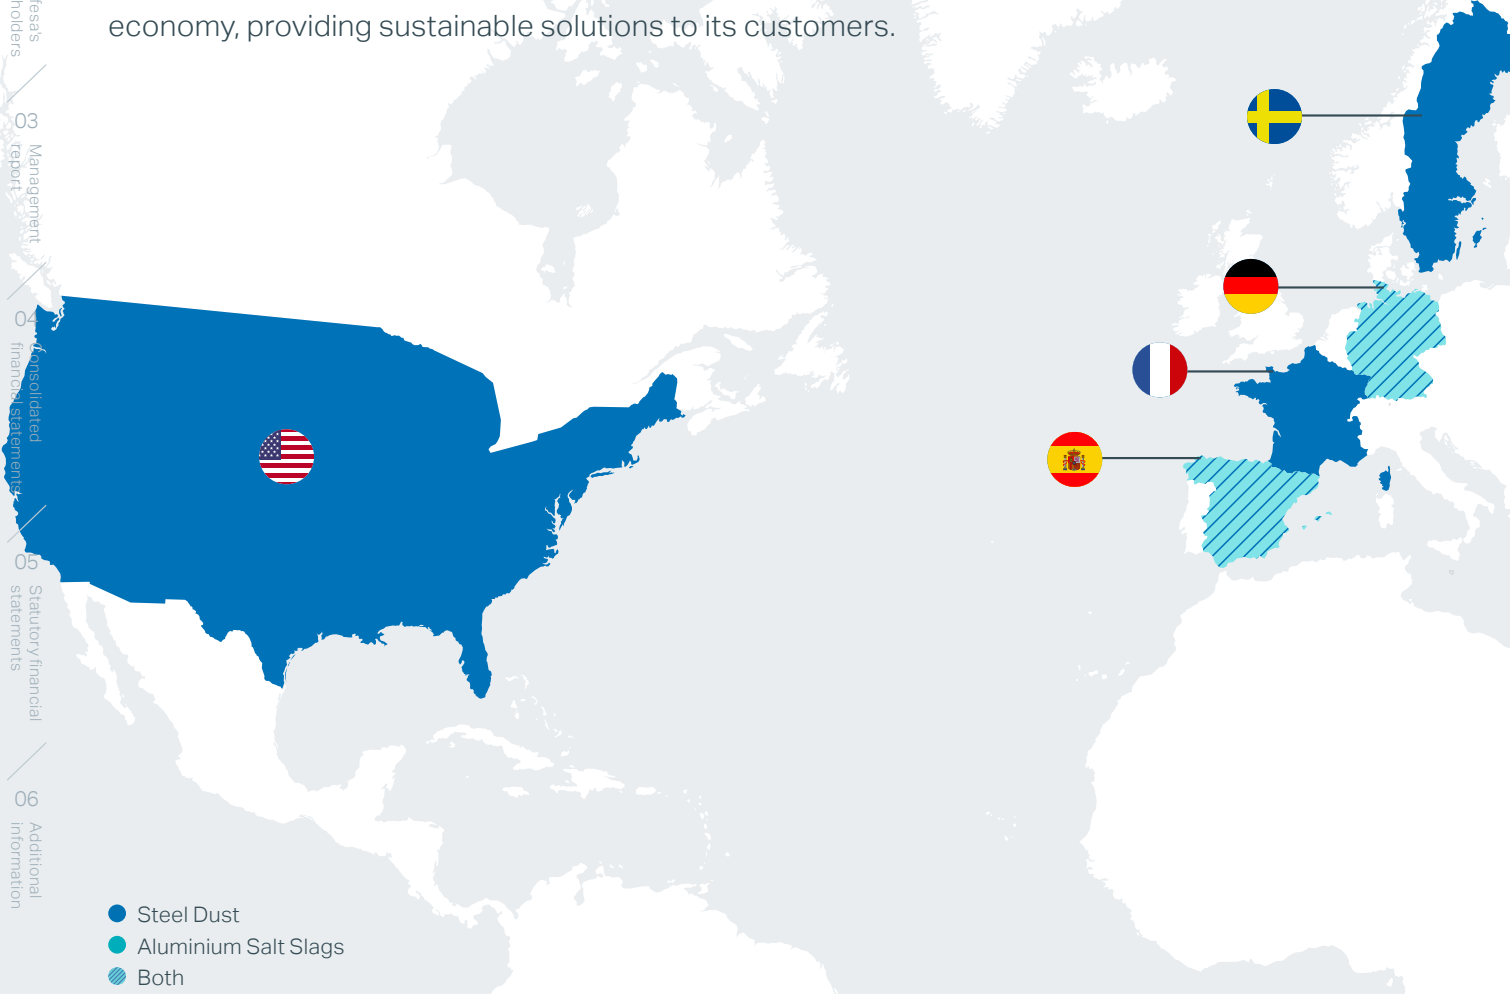 economy, providing sustainable solutions to its customers.
holders
03
Management
report
04
Consolidated
financial statements
05
Statutory financial
statements
06
Additional
information
Steel Dust
Aluminium Salt Slags
Both